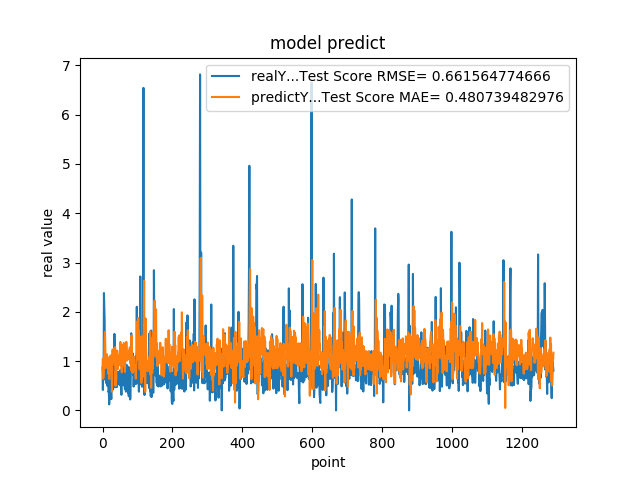 model predict
realY...Test Score RMSE= 0.661564774666
predictY...Test Score MAE= 0.480739482976
real value
7
6
5
4
3
2
1
0
0 200 400 600 800 1000 1200
point